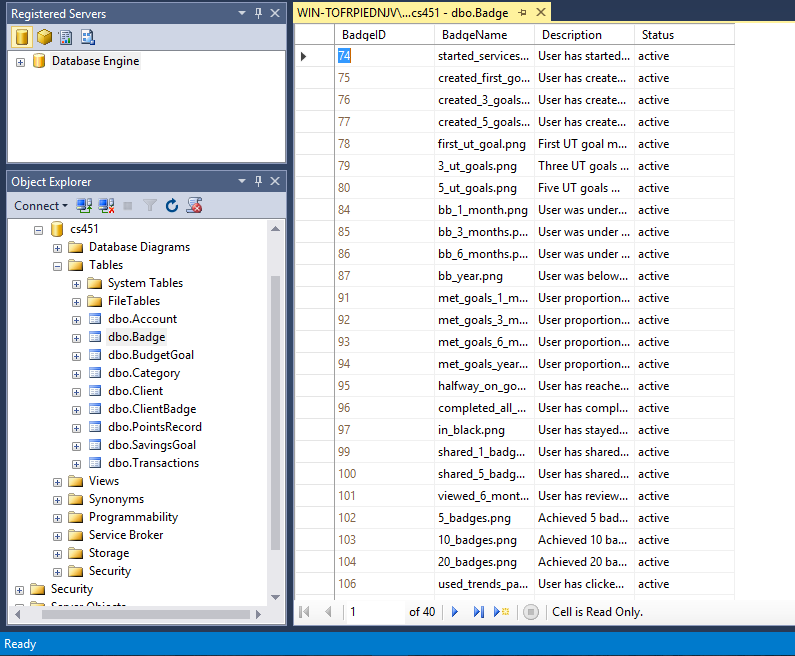 Registered Servers
Database Engine
Object Explorer
Connect
cs451
Database Diagrams
Tables
System Tables
FileTables
dbo.Account
dbo.Badge
dbo.BudgetGoal
dbo.Category
dbo.Client
dbo.ClientBadge
dbo.PointsRecord
dbo.SavingsGoal
dbo.Transactions
Views
Synonyms
Programmability
Service Broker
Storage
Security
Security
Server Objects
WIN-TOFRPIEDNJV\...cs451 - dbo.Badge
BadgeID BadgeName Description Status
74 started_services... User has started... active
75 created_first_go... User has create... active
76 created_3_goals... User has create... active
77 created_5_goals... User has create... active
78 first_ut_goal.png First UT goal m... active
79 3_ut_goals.png Three UT goals ... active
80 5_ut_goals.png Five UT goals ... active
84 bb_1_month.png User was under... active
85 bb_3_months.p... User was under ... active
86 bb_6_months.p... User was under ... active
87 bb_year.png User was below... active
91 met_goals_1_m... User proportion... active
92 met_goals_3_m... User proportion... active
93 met_goals_6_m... User proportion... active
94 met_goals_year... User proportion... active
95 halfway_on_go... User has reache... active
96 completed_all_... User has compl... active
97 in_black.png User has stayed... active
99 shared_1_badg... User has shared... active
100 shared_5_badg... User has shared... active
101 viewed_6_mont... User has review... active
102 5_badges.png Achieved 5 bad... active
103 10_badges.png Achieved 10 ba... active
104 20_badges.png Achieved 20 ba... active
106 used_trends_pa... User has clicke... active
1 of 40 Cell is Read Only.
Ready